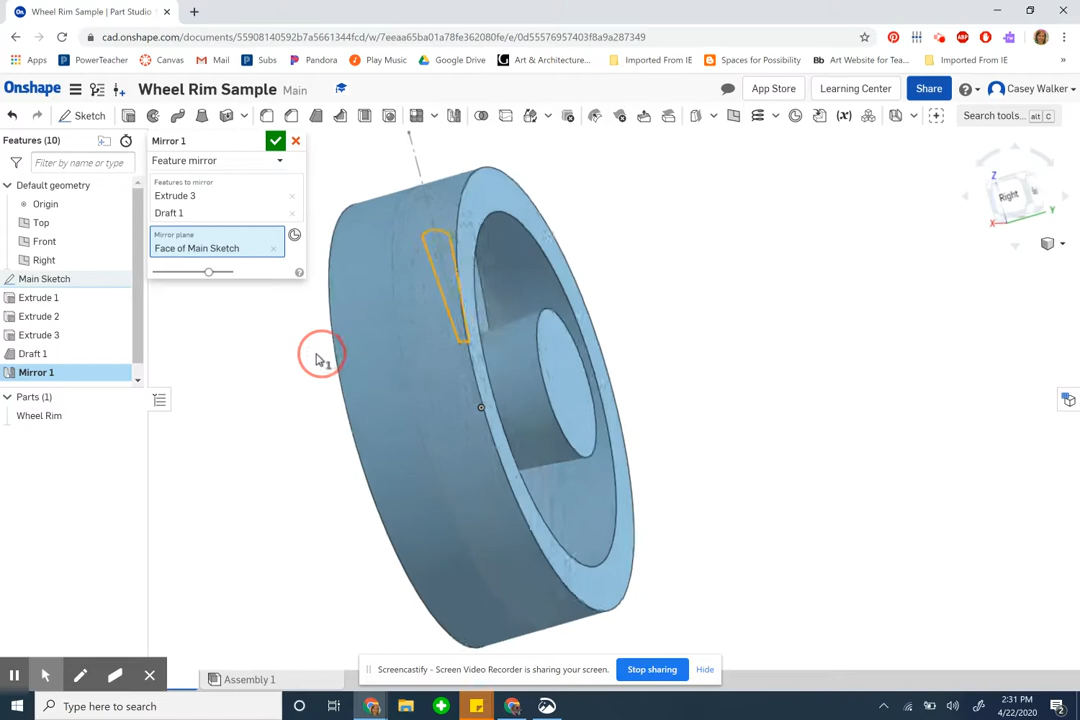 Wheel Rim Sample | Part Studio
cad.onshape.com/documents/55908140592b7a5661344fcd/w/7eeaa65ba01a78fe362080fe/e/0d55576957403f8a9a287349
Apps
PowerTeacher
Canvas
Mail
Subs
Pandora
Play Music
Google Drive
Art & Architectu...
Imported From IE
Spaces for Possibility
Art Website for Tea...
Imported From IE
Onshape
Wheel Rim Sample
Main
App Store
Learning Center
Share
Casey Walker
Sketch
Search tools...
alt
C
Features (10)
Filter by name or type
Default geometry
Origin
Top
Front
Right
Main Sketch
Extrude 1
Extrude 2
Extrude 3
Draft 1
Mirror 1
Parts (1)
Wheel Rim
Mirror 1
Feature mirror
Features to mirror
Extrude 3
Draft 1
Mirror plane
Face of Main Sketch
Z
Right
X
Y
Assembly 1
Screencastify - Screen Video Recorder is sharing your screen.
Stop sharing
Hide
Type here to search
2:31 PM
4/22/2020
2